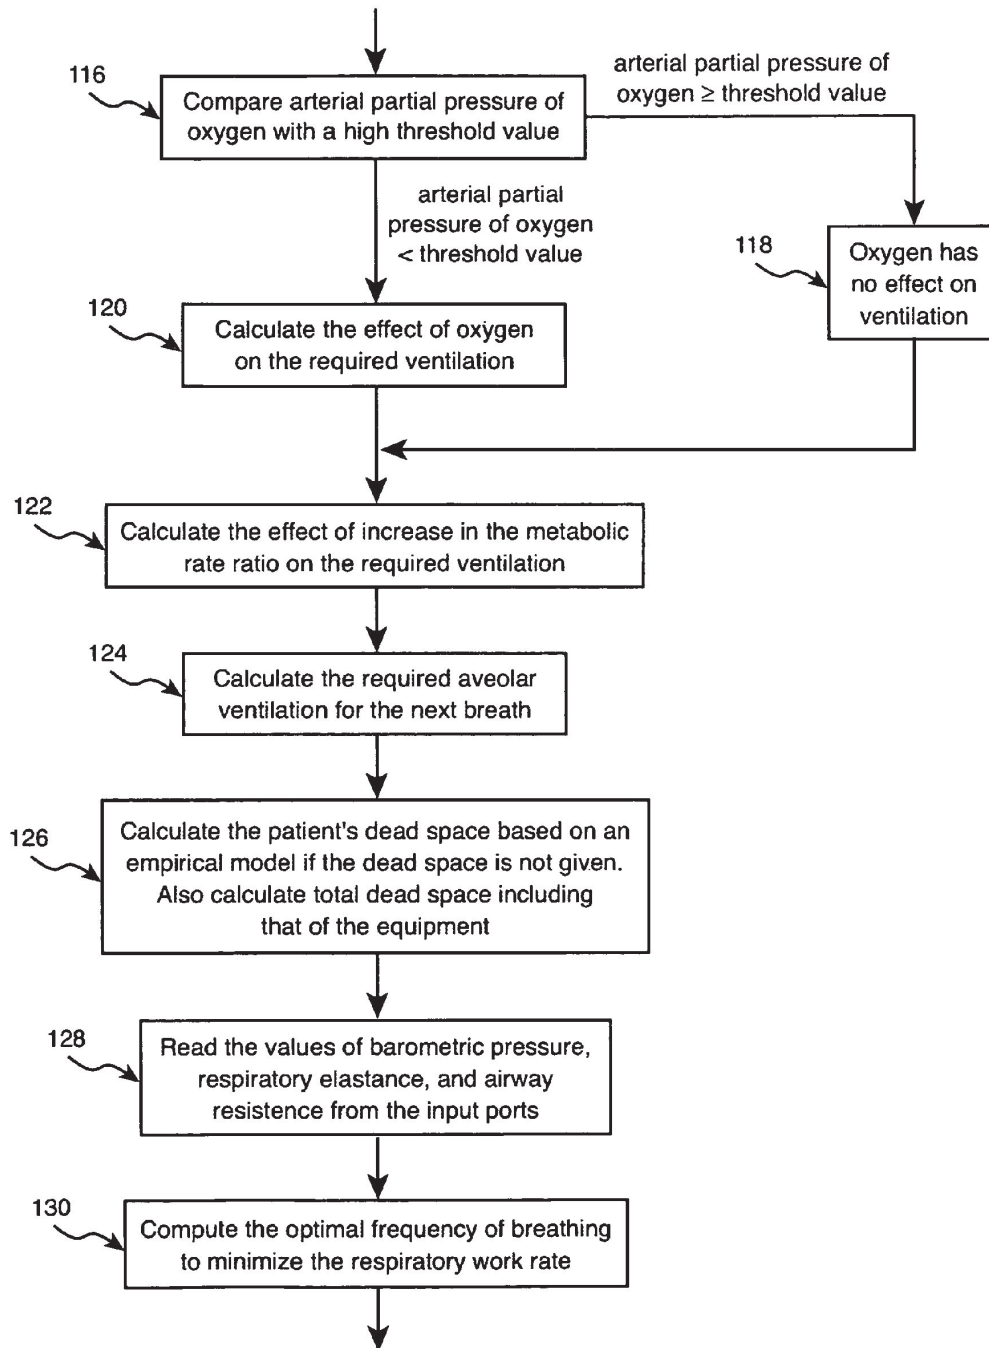 116
Compare arterial partial pressure of
oxygen with a high threshold value
arterial partial pressure of
oxygen ≥ threshold value
arterial partial
pressure of oxygen
< threshold value
118
Oxygen has
no effect on
ventilation
120
Calculate the effect of oxygen
on the required ventilation
122
Calculate the effect of increase in the metabolic
rate ratio on the required ventilation
124
Calculate the required aveolar
ventilation for the next breath
126
Calculate the patient's dead space based on an
empirical model if the dead space is not given.
Also calculate total dead space including
that of the equipment
128
Read the values of barometric pressure,
respiratory elastance, and airway
resistence from the input ports
130
Compute the optimal frequency of breathing
to minimize the respiratory work rate